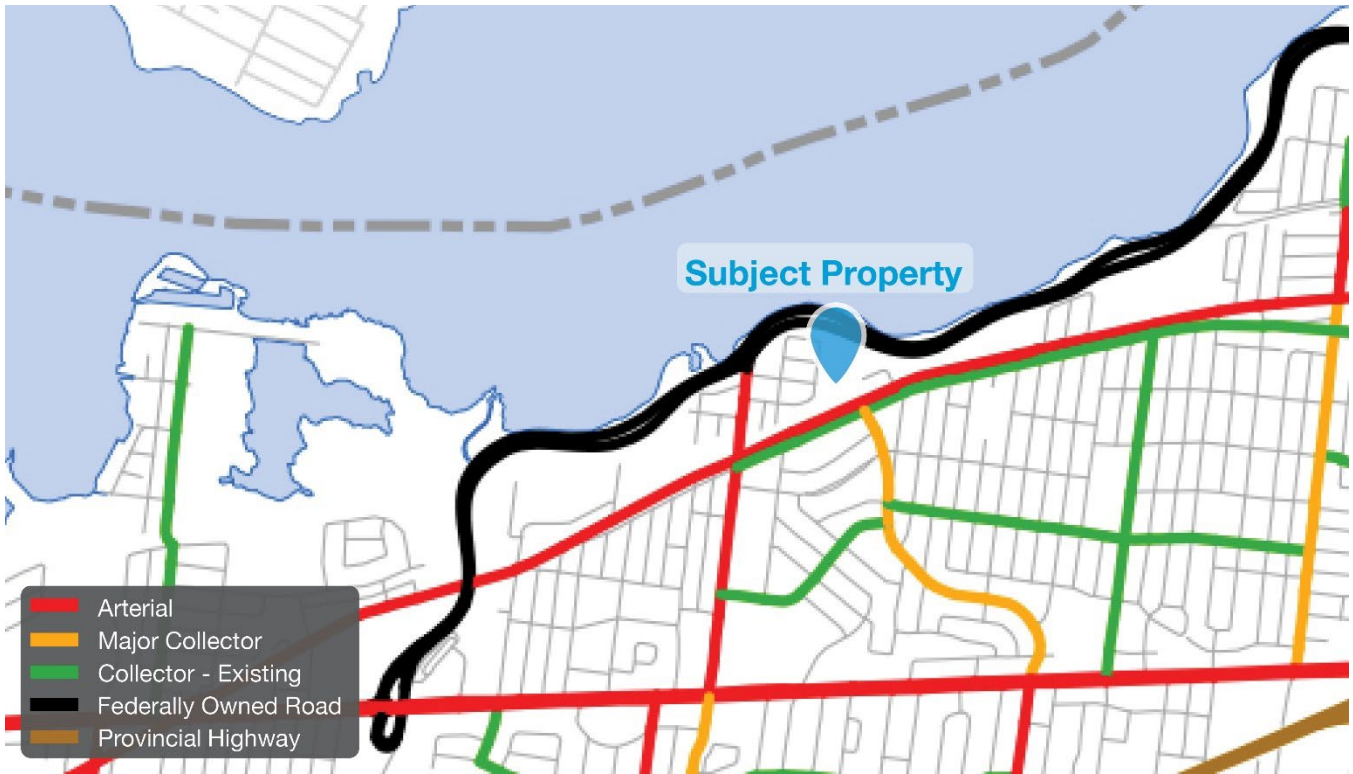 Subject Property
Arterial
Major Collector
Collector - Existing
Federally Owned Road
Provincial Highway